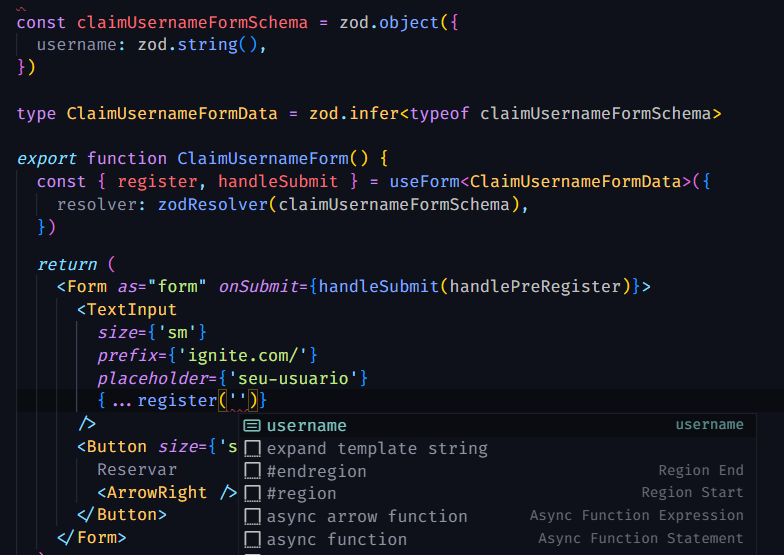 const claimUsernameFormSchema = zod.object({
  username: zod.string(),
})

type ClaimUsernameFormData = zod.infer<typeof claimUsernameFormSchema>

export function ClaimUsernameForm() {
  const { register, handleSubmit } = useForm<ClaimUsernameFormData>({
    resolver: zodResolver(claimUsernameFormSchema),
  })

  return (
    <Form as="form" onSubmit={handleSubmit(handlePreRegister)}>
      <TextInput
        size={'sm'}
        prefix={'ignite.com/'}
        placeholder={'seu-usuario'}
        {...register('')}
      />
username username
      <Button size={'s
expand template string
        Reservar
#endregion Region End
        <ArrowRight />
#region Region Start
      </Button>
async arrow function Async Function Expression
    </Form>
async function Async Function Statement